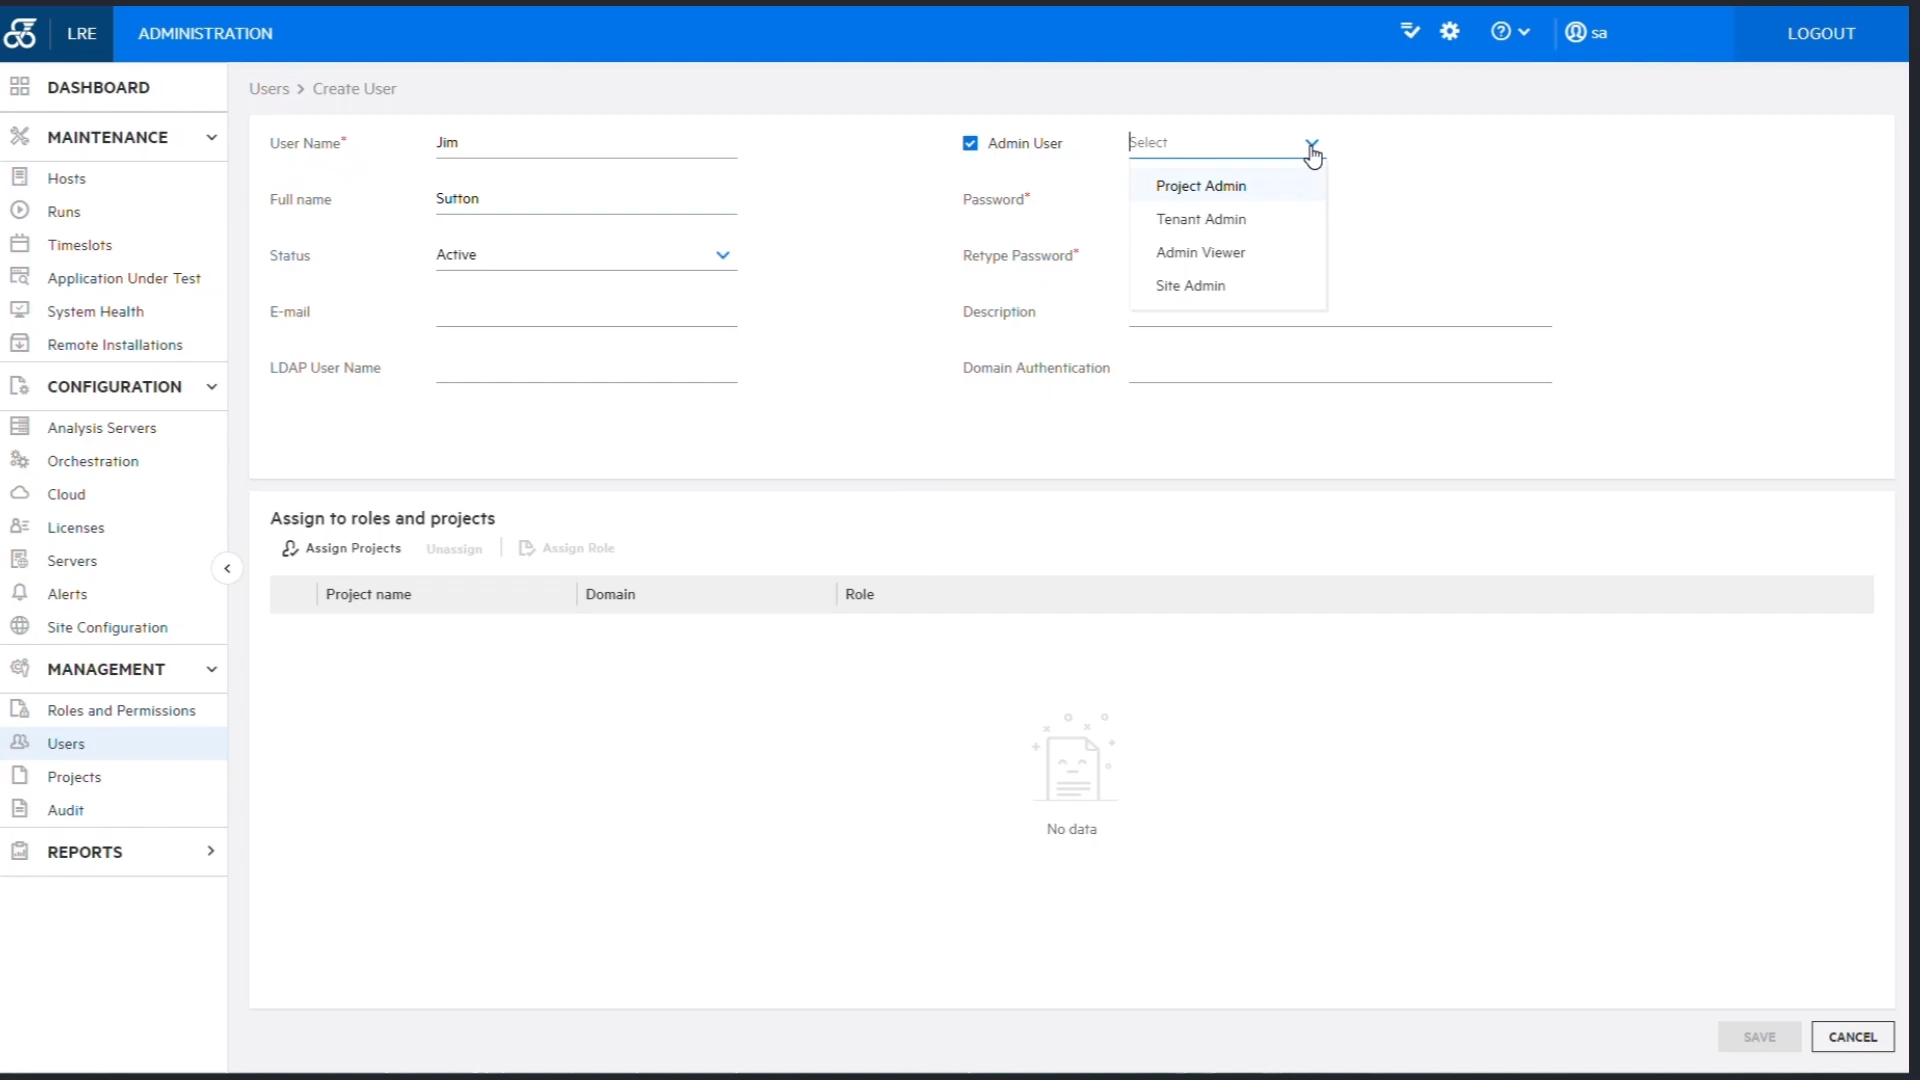 LRE
ADMINISTRATION
sa
LOGOUT
DASHBOARD
MAINTENANCE
Hosts
Runs
Timeslots
Application Under Test
System Health
Remote Installations
CONFIGURATION
Analysis Servers
Orchestration
Cloud
Licenses
Servers
Alerts
Site Configuration
MANAGEMENT
Roles and Permissions
Users
Projects
Audit
REPORTS
Users > Create User
User Name* Jim
Full name Sutton
Status Active
E-mail
LDAP User Name
Admin User Select
Project Admin
Tenant Admin
Admin Viewer
Site Admin
Password*
Retype Password*
Description
Domain Authentication
Assign to roles and projects
Assign Projects Unassign Assign Role
Project name Domain Role
No data
SAVE CANCEL